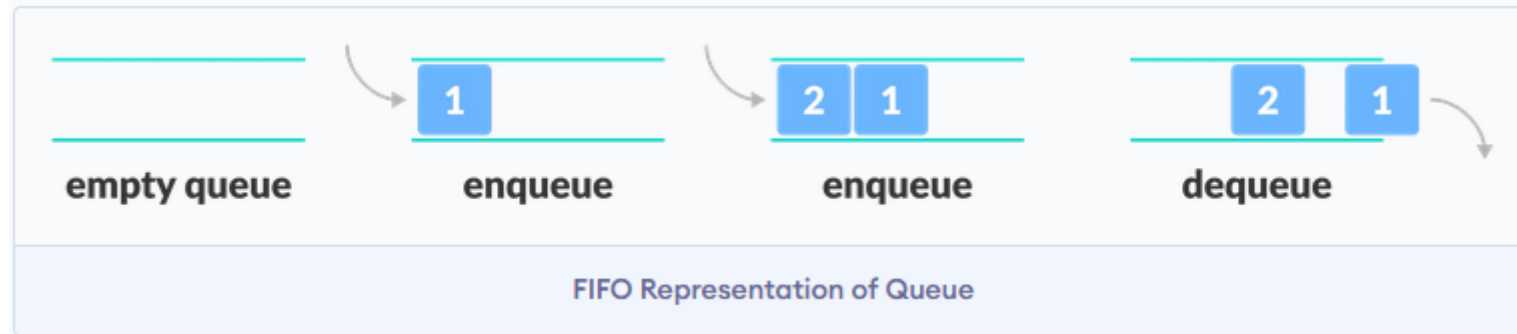 1 2 1 2 1
empty queue enqueue enqueue dequeue
FIFO Representation of Queue